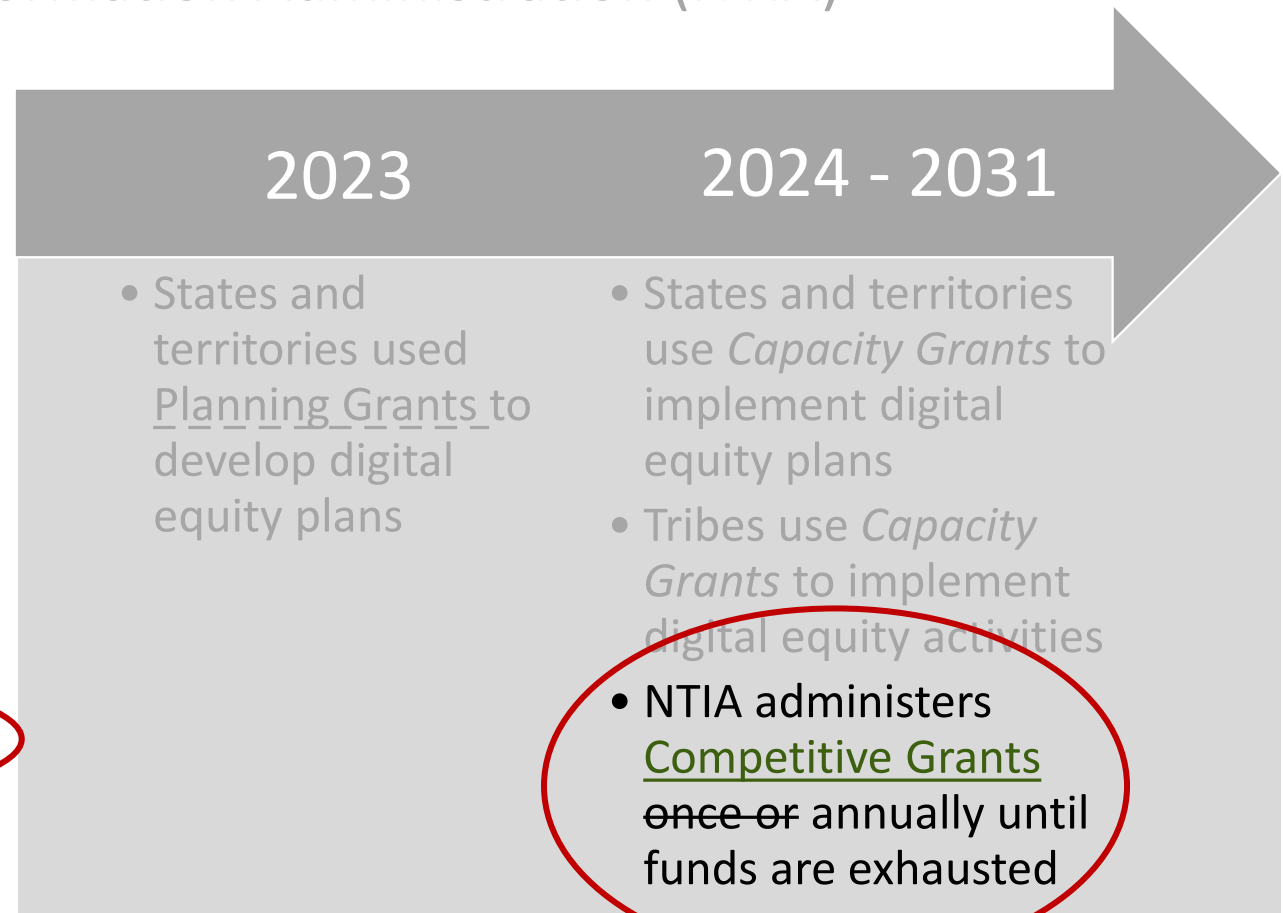 (NTIA)
2023
2024 - 2031
• States and
territories used
Planning Grants to
develop digital
equity plans
• States and territories
use Capacity Grants to
implement digital
equity plans
• Tribes use Capacity
Grants to implement
digital equity activities
• NTIA administers
Competitive Grants
once or annually until
funds are exhausted